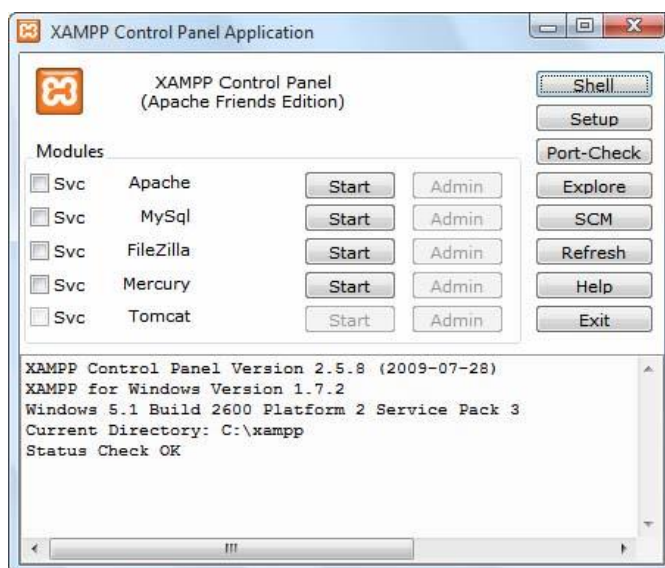 XAMPP Control Panel Application
XAMPP Control Panel
(Apache Friends Edition)
Shell
Setup
Port-Check
Explore
SCM
Refresh
Help
Exit
Modules
Svc Apache Start Admin
Svc MySql Start Admin
Svc FileZilla Start Admin
Svc Mercury Start Admin
Svc Tomcat Start Admin
XAMPP Control Panel Version 2.5.8 (2009-07-28)
XAMPP for Windows Version 1.7.2
Windows 5.1 Build 2600 Platform 2 Service Pack 3
Current Directory: C:\xampp
Status Check OK